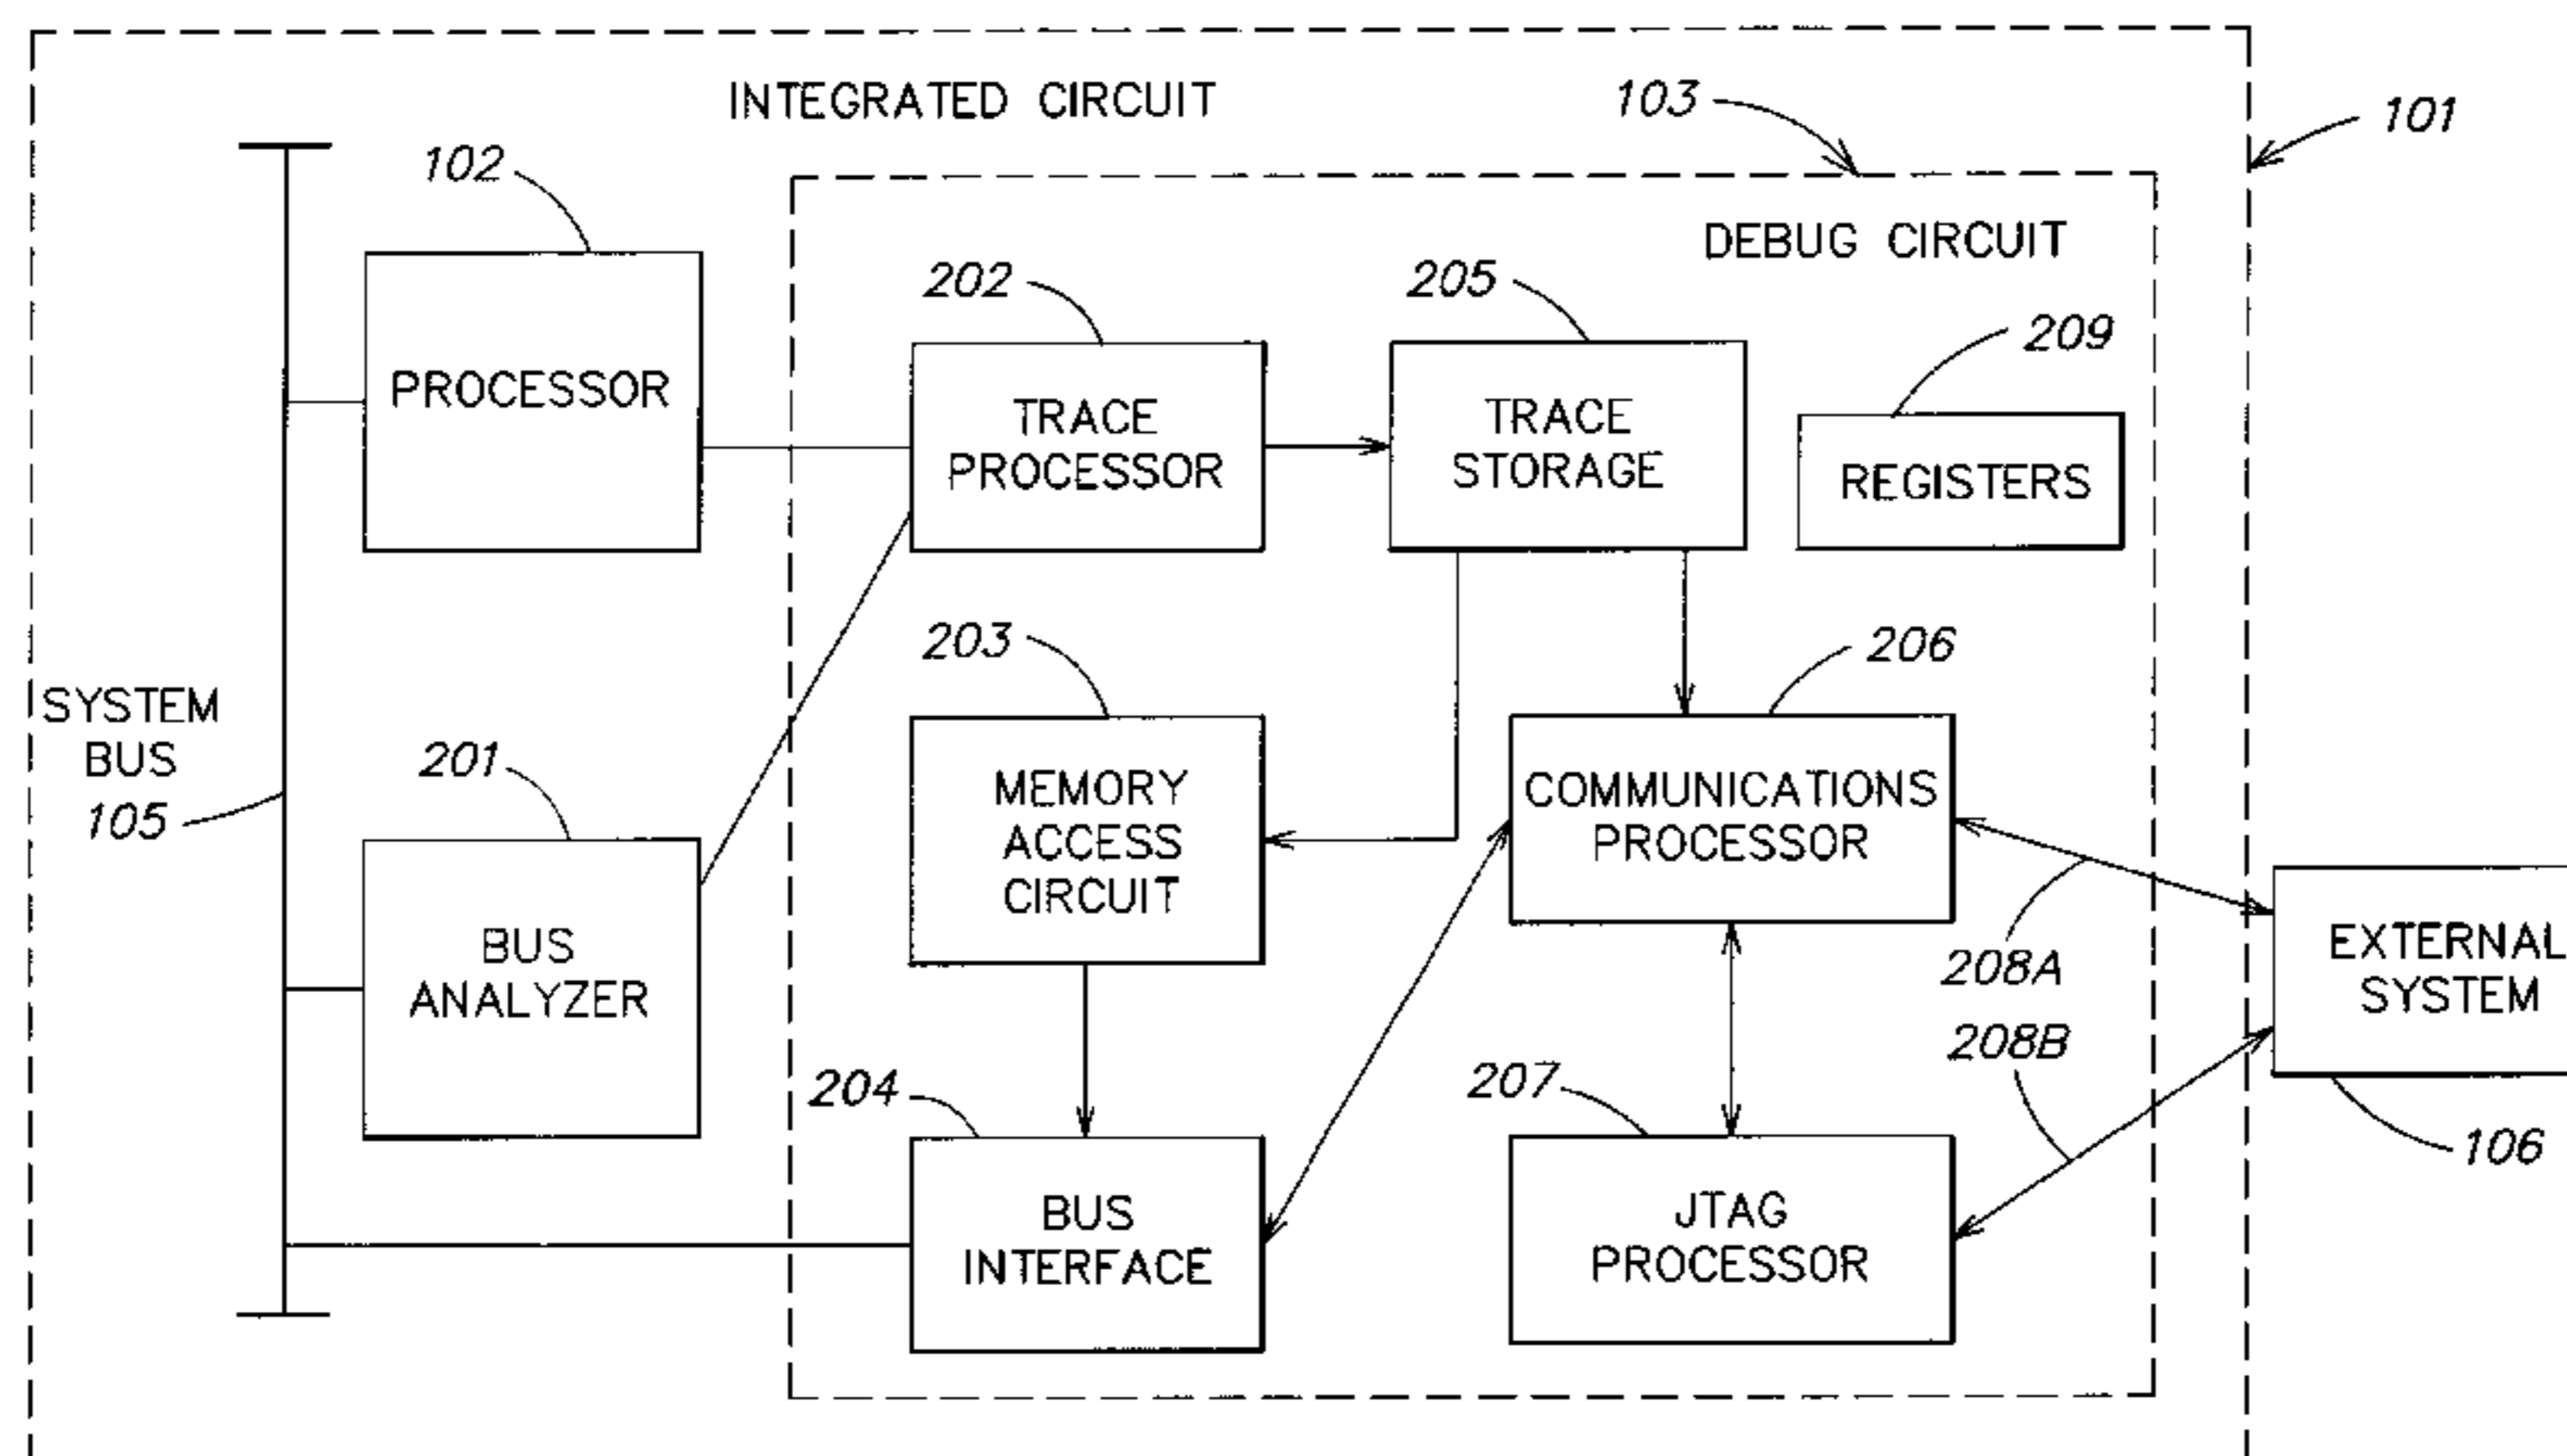 INTEGRATED CIRCUIT
103
101
102
DEBUG CIRCUIT
202
205
209
PROCESSOR
TRACE
PROCESSOR
TRACE
STORAGE
REGISTERS
203
206
SYSTEM
BUS
105
201
MEMORY
ACCESS
CIRCUIT
COMMUNICATIONS
PROCESSOR
BUS
ANALYZER
208A
EXTERNAL
SYSTEM
208B
204
207
106
BUS
INTERFACE
JTAG
PROCESSOR